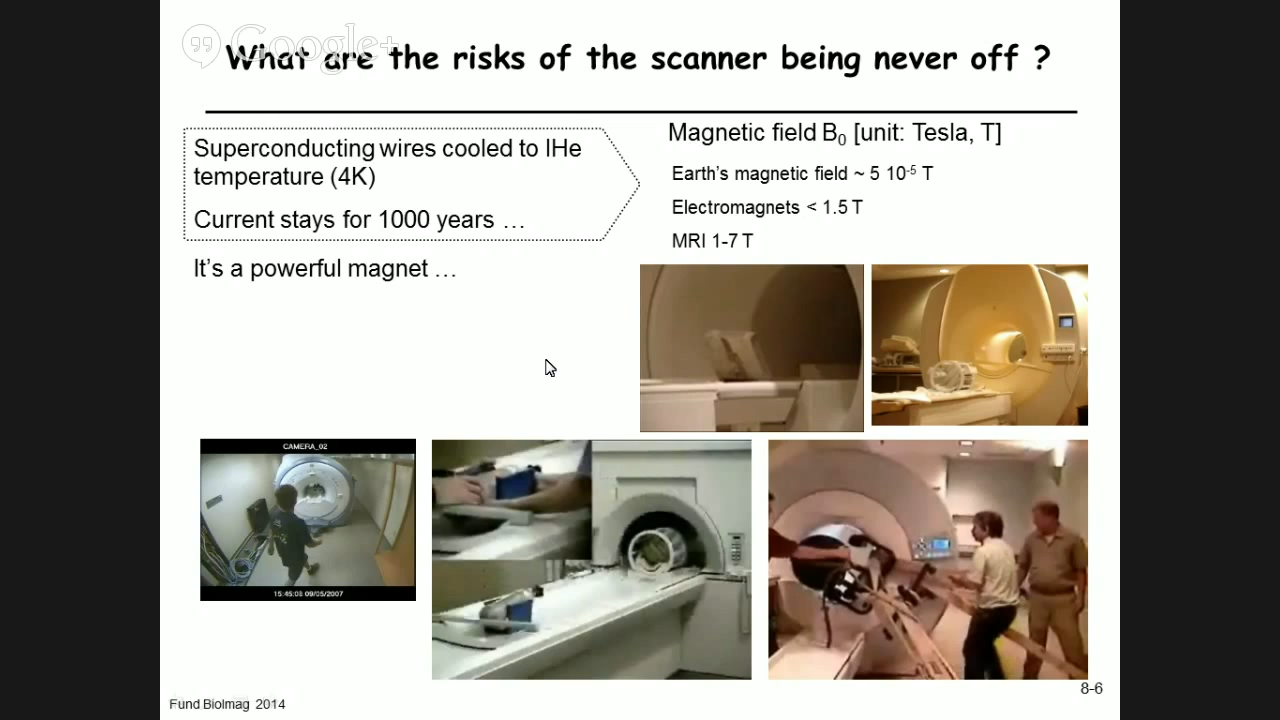 Google+
What are the risks of the scanner being never off ?
Superconducting wires cooled to lHe
temperature (4K)
Current stays for 1000 years …
It's a powerful magnet …
Magnetic field B0 [unit: Tesla, T]
Earth's magnetic field ~ 5 10-5 T
Electromagnets < 1.5 T
MRI 1-7 T
CAMERA_02
15:45:08 09/05/2007
8-6
Fund BioImag 2014